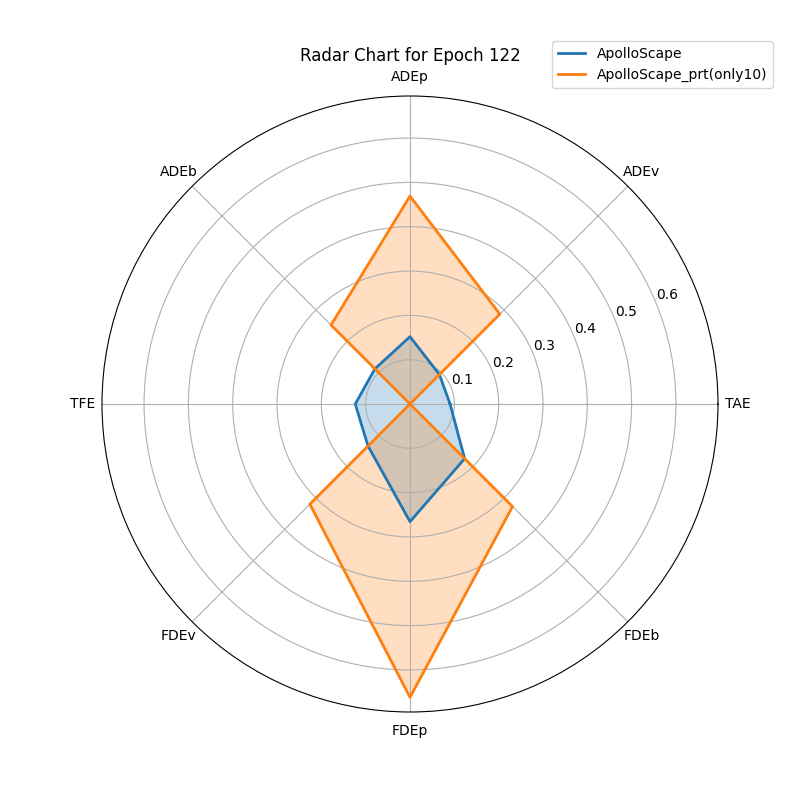 Radar Chart for Epoch 122
ApolloScape
ApolloScape_prt(only10)
ADEp
ADEb
ADEv
0.6
0.5
0.4
0.3
0.2
0.1
TFE
TAE
FDEv
FDEb
FDEp